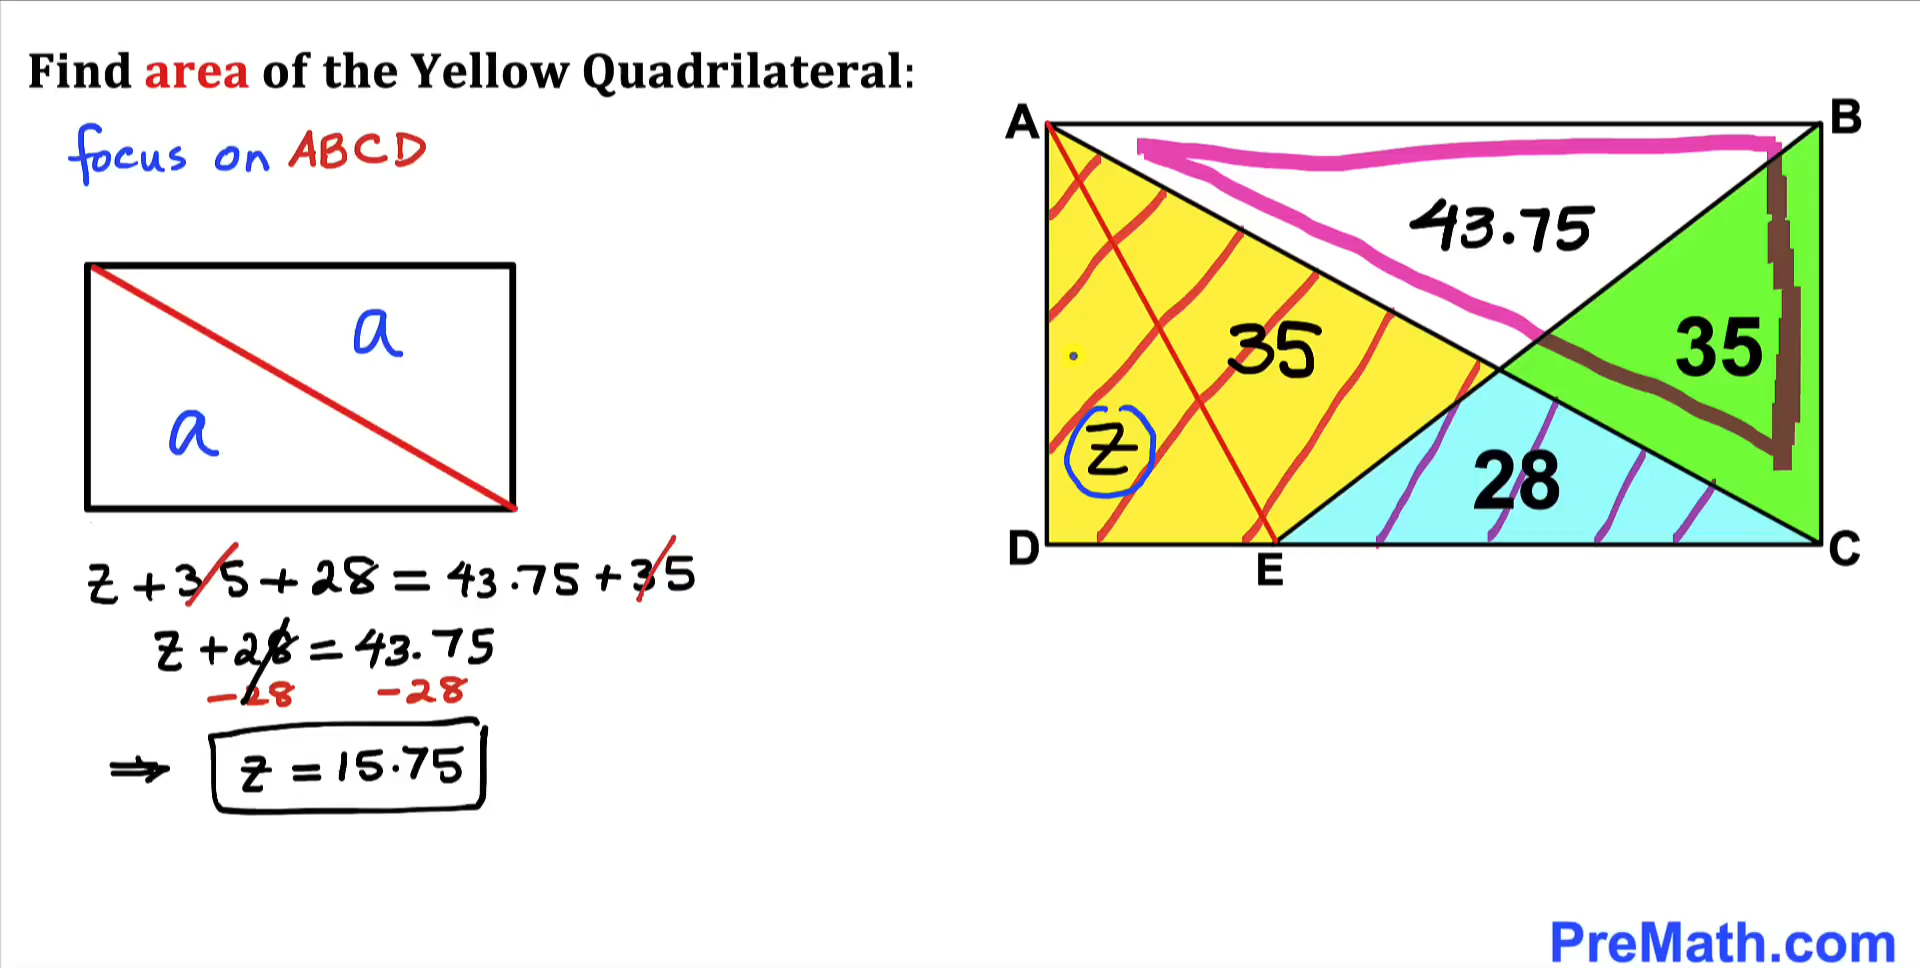 Find area of the Yellow Quadrilateral:
focus on ABCD
a
a
z + 35 + 28 = 43.75 + 35
z + 28 = 43.75
-28 -28
⇒ z = 15.75
A
B
43.75
35
35
z
28
D
E
C
PreMath.com